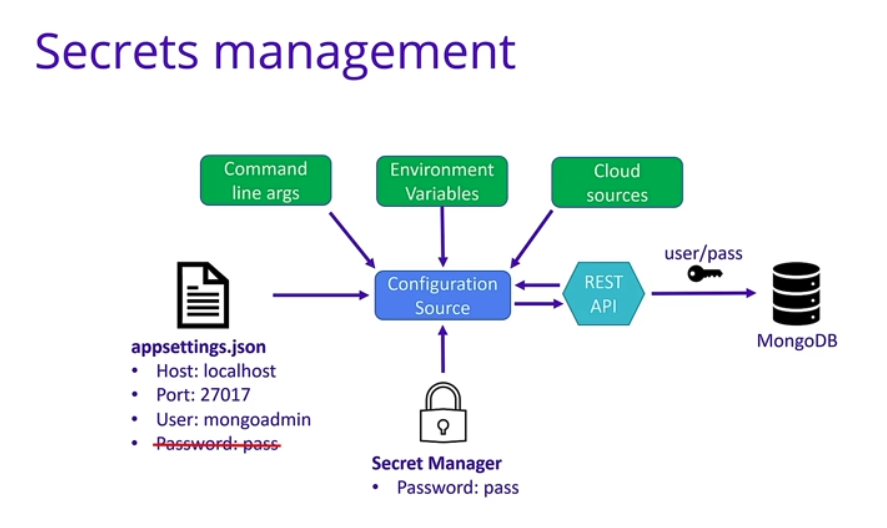 Secrets management
Command
line args
Environment
Variables
Cloud
sources
Configuration
Source
REST
API
user/pass
MongoDB
appsettings.json
• Host: localhost
• Port: 27017
• User: mongoadmin
• Password: pass
Secret Manager
• Password: pass